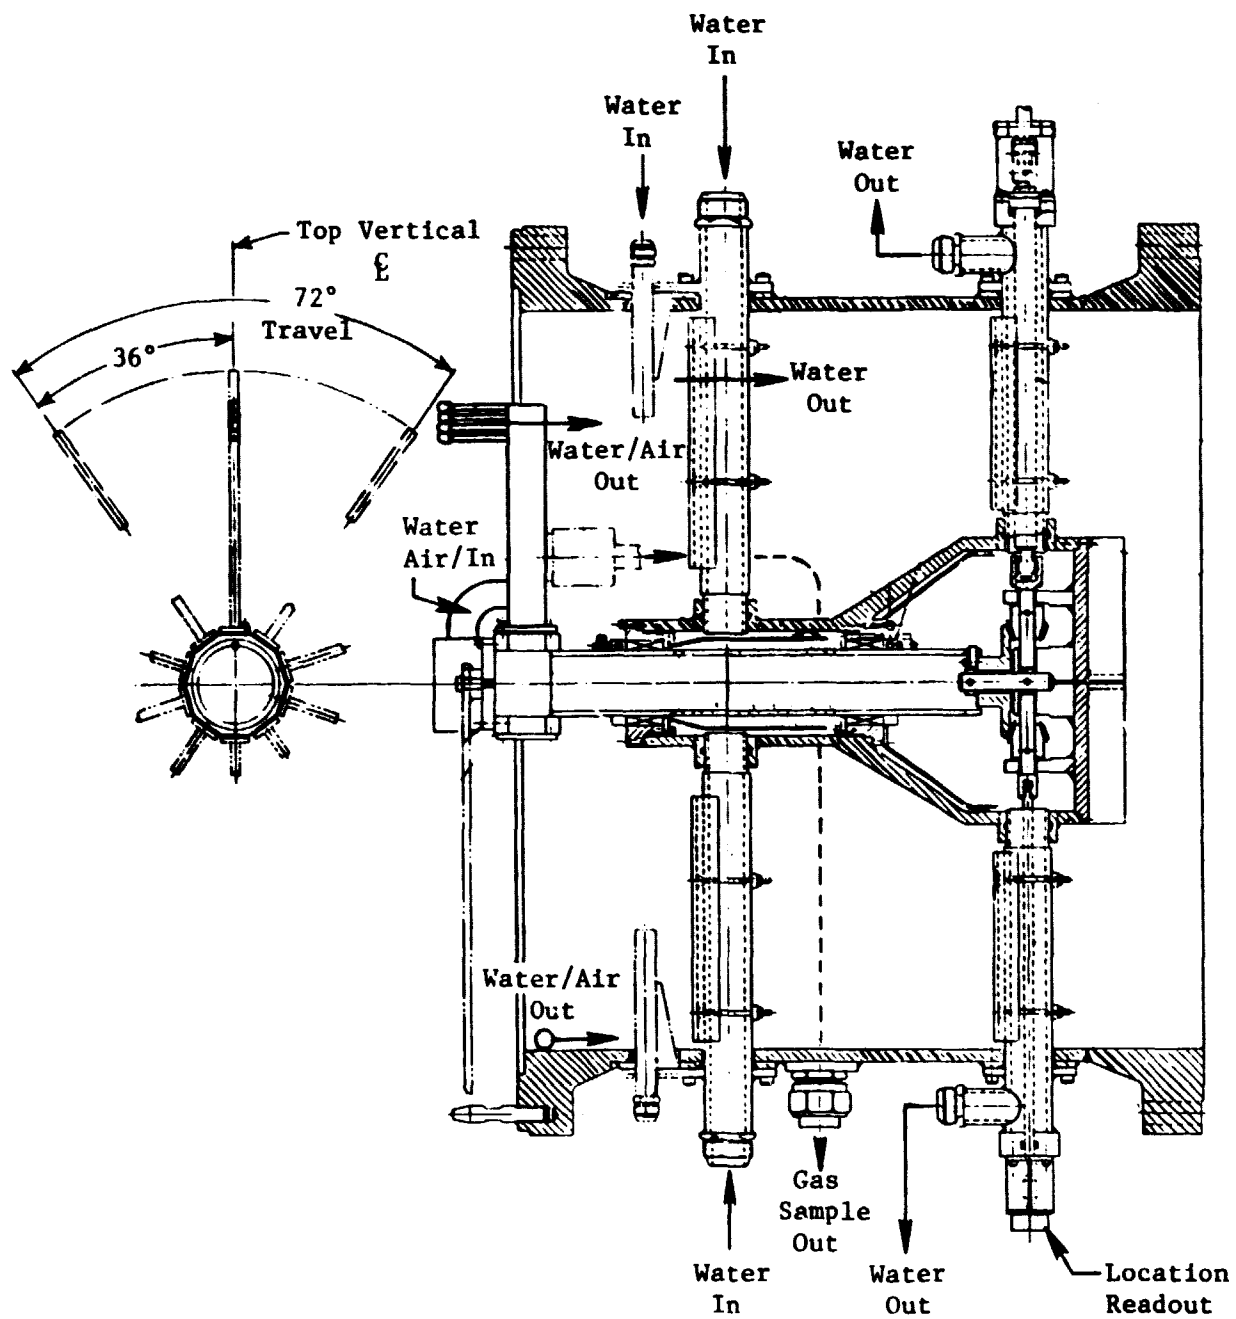 Water
In
Water
In
Water
Out
Top Vertical
℄
72°
Travel
36°
Water
Out
Water/Air
Out
Water
Air/In
Water/Air
Out
Gas
Sample
Out
Water
In
Water
Out
Location
Readout